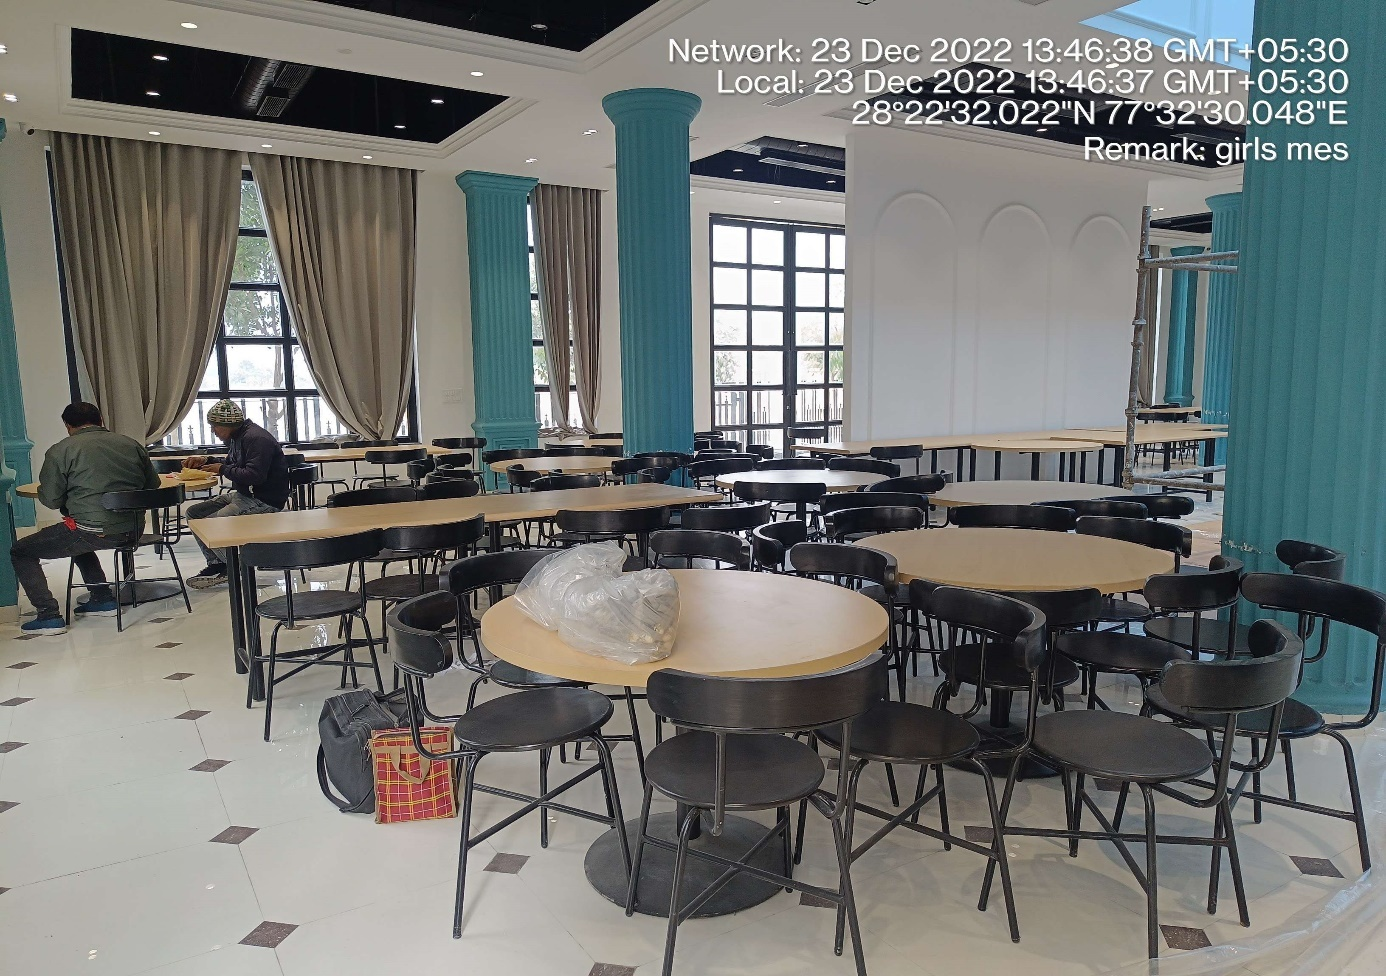 Network: 23 Dec 2022 13:46:38 GMT+05:30
Local: 23 Dec 2022 13:46:37 GMT+05:30
28°22'32.022"N 77°32'30.048"E
Remark: girls mes